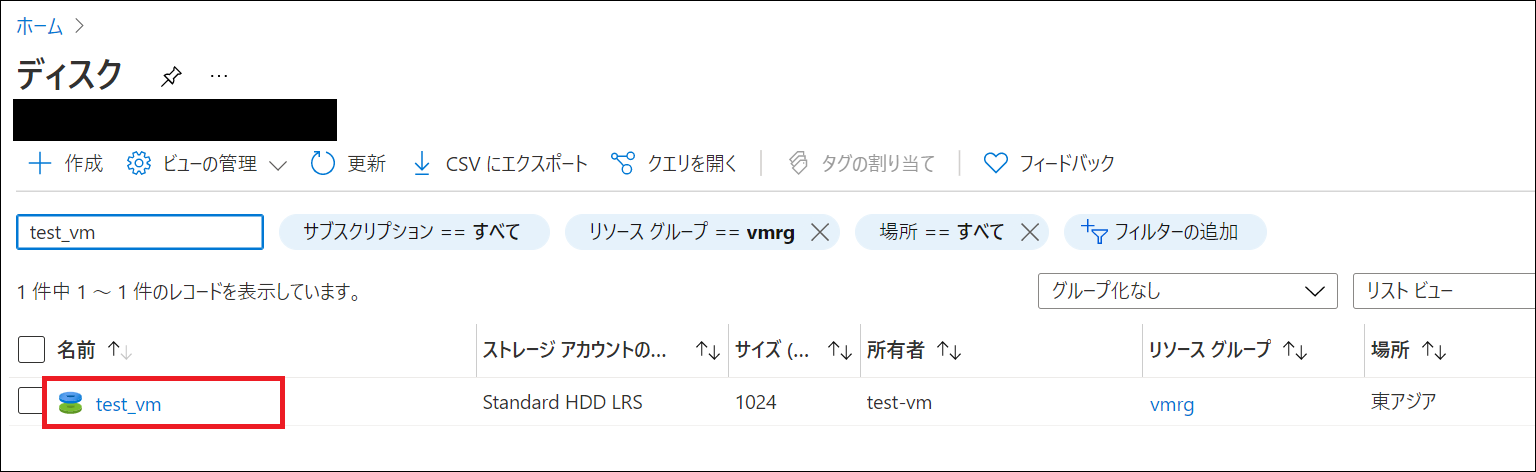 ホーム
ディスク ...
作成 ビューの管理 更新 CSV にエクスポート クエリを開く タグの割り当て フィードバック
test_vm サブスクリプション == すべて リソース グループ == vmrg 場所 == すべて フィルターの追加
1 件中 1 ～ 1 件のレコードを表示しています。 グループ化なし リスト ビュー
名前 ストレージ アカウントの... サイズ (... 所有者 リソース グループ 場所
test_vm Standard HDD LRS 1024 test-vm vmrg 東アジア